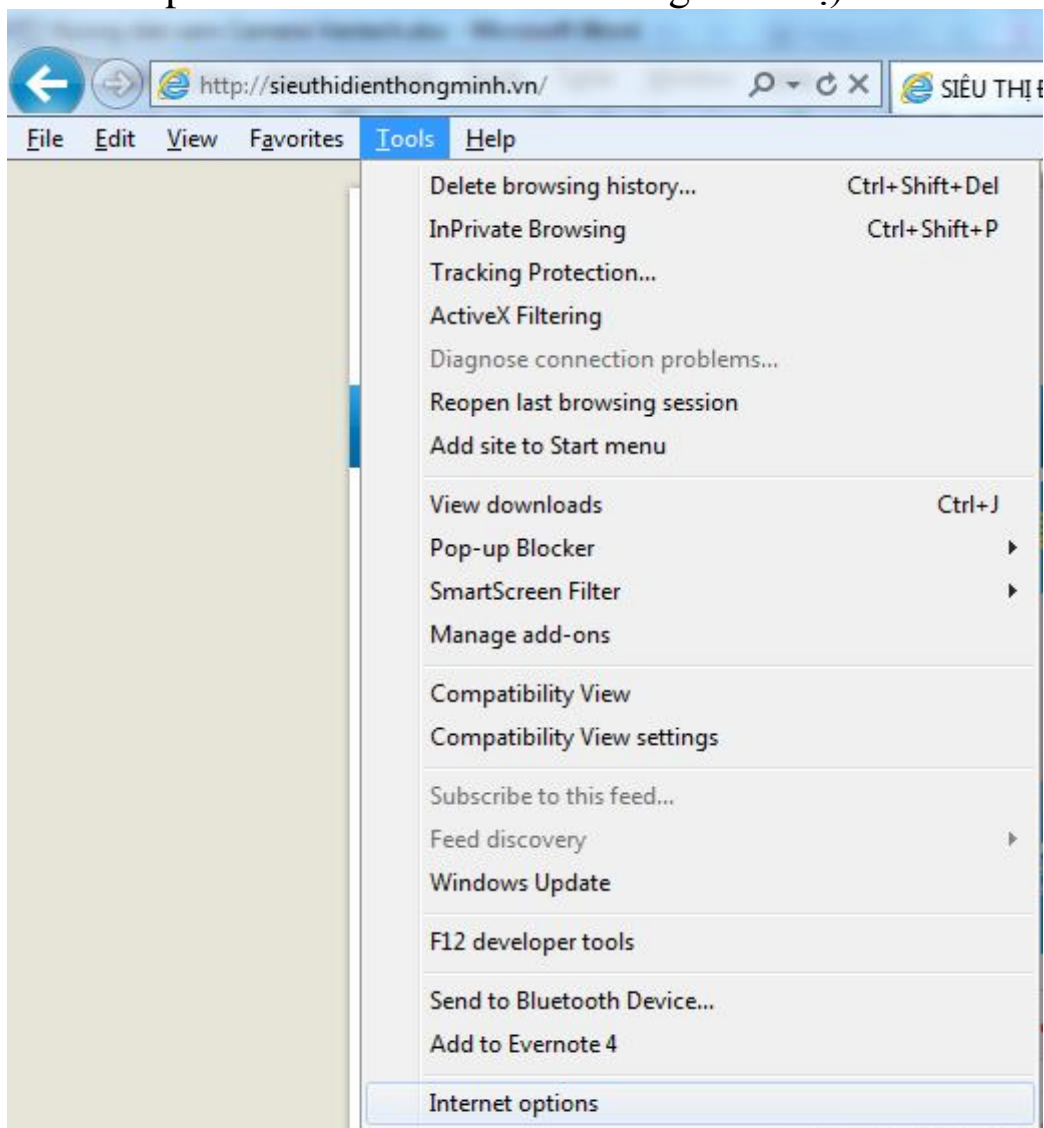 http://sieuthidienthongminh.vn/
SIÊU THỊ
File Edit View Favorites Tools Help
Delete browsing history... Ctrl+Shift+Del
InPrivate Browsing Ctrl+Shift+P
Tracking Protection...
ActiveX Filtering
Diagnose connection problems...
Reopen last browsing session
Add site to Start menu
View downloads Ctrl+J
Pop-up Blocker
SmartScreen Filter
Manage add-ons
Compatibility View
Compatibility View settings
Subscribe to this feed...
Feed discovery
Windows Update
F12 developer tools
Send to Bluetooth Device...
Add to Evernote 4
Internet options